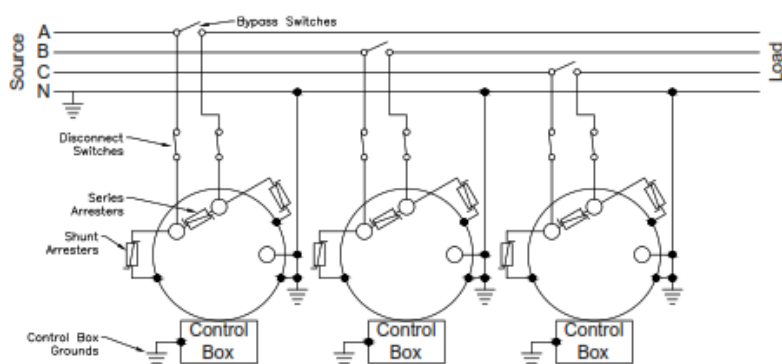 Bypass Switches
Source
A
B
C
N
Load
Disconnect
Switches
Series
Arresters
Shunt
Arresters
Control Box
Grounds
Control
Box
Control
Box
Control
Box